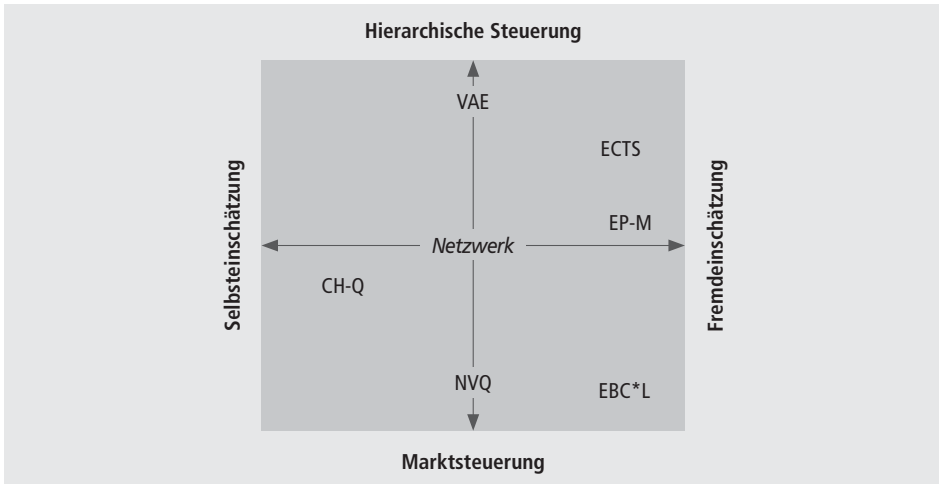 Hierarchische Steuerung
VAE
ECTS
Selbsteinschätzung
Fremdeinschätzung
EP-M
Netzwerk
CH-Q
NVQ
EBC*L
Marktsteuerung